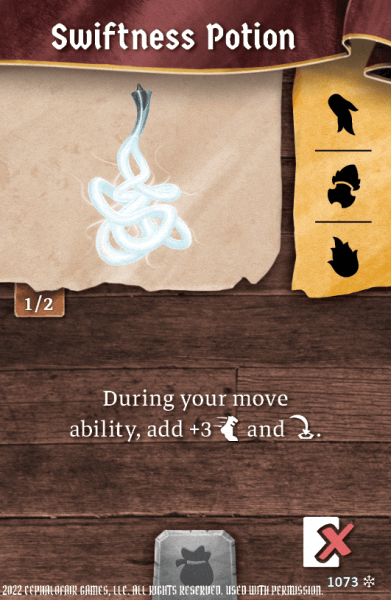 Swiftness Potion
1/2
During your move
ability, add +3 and .
1073
2022 CEPHALOFAIR GAMES, LLC. ALL RIGHTS RESERVED. USED WITH PERMISSION.